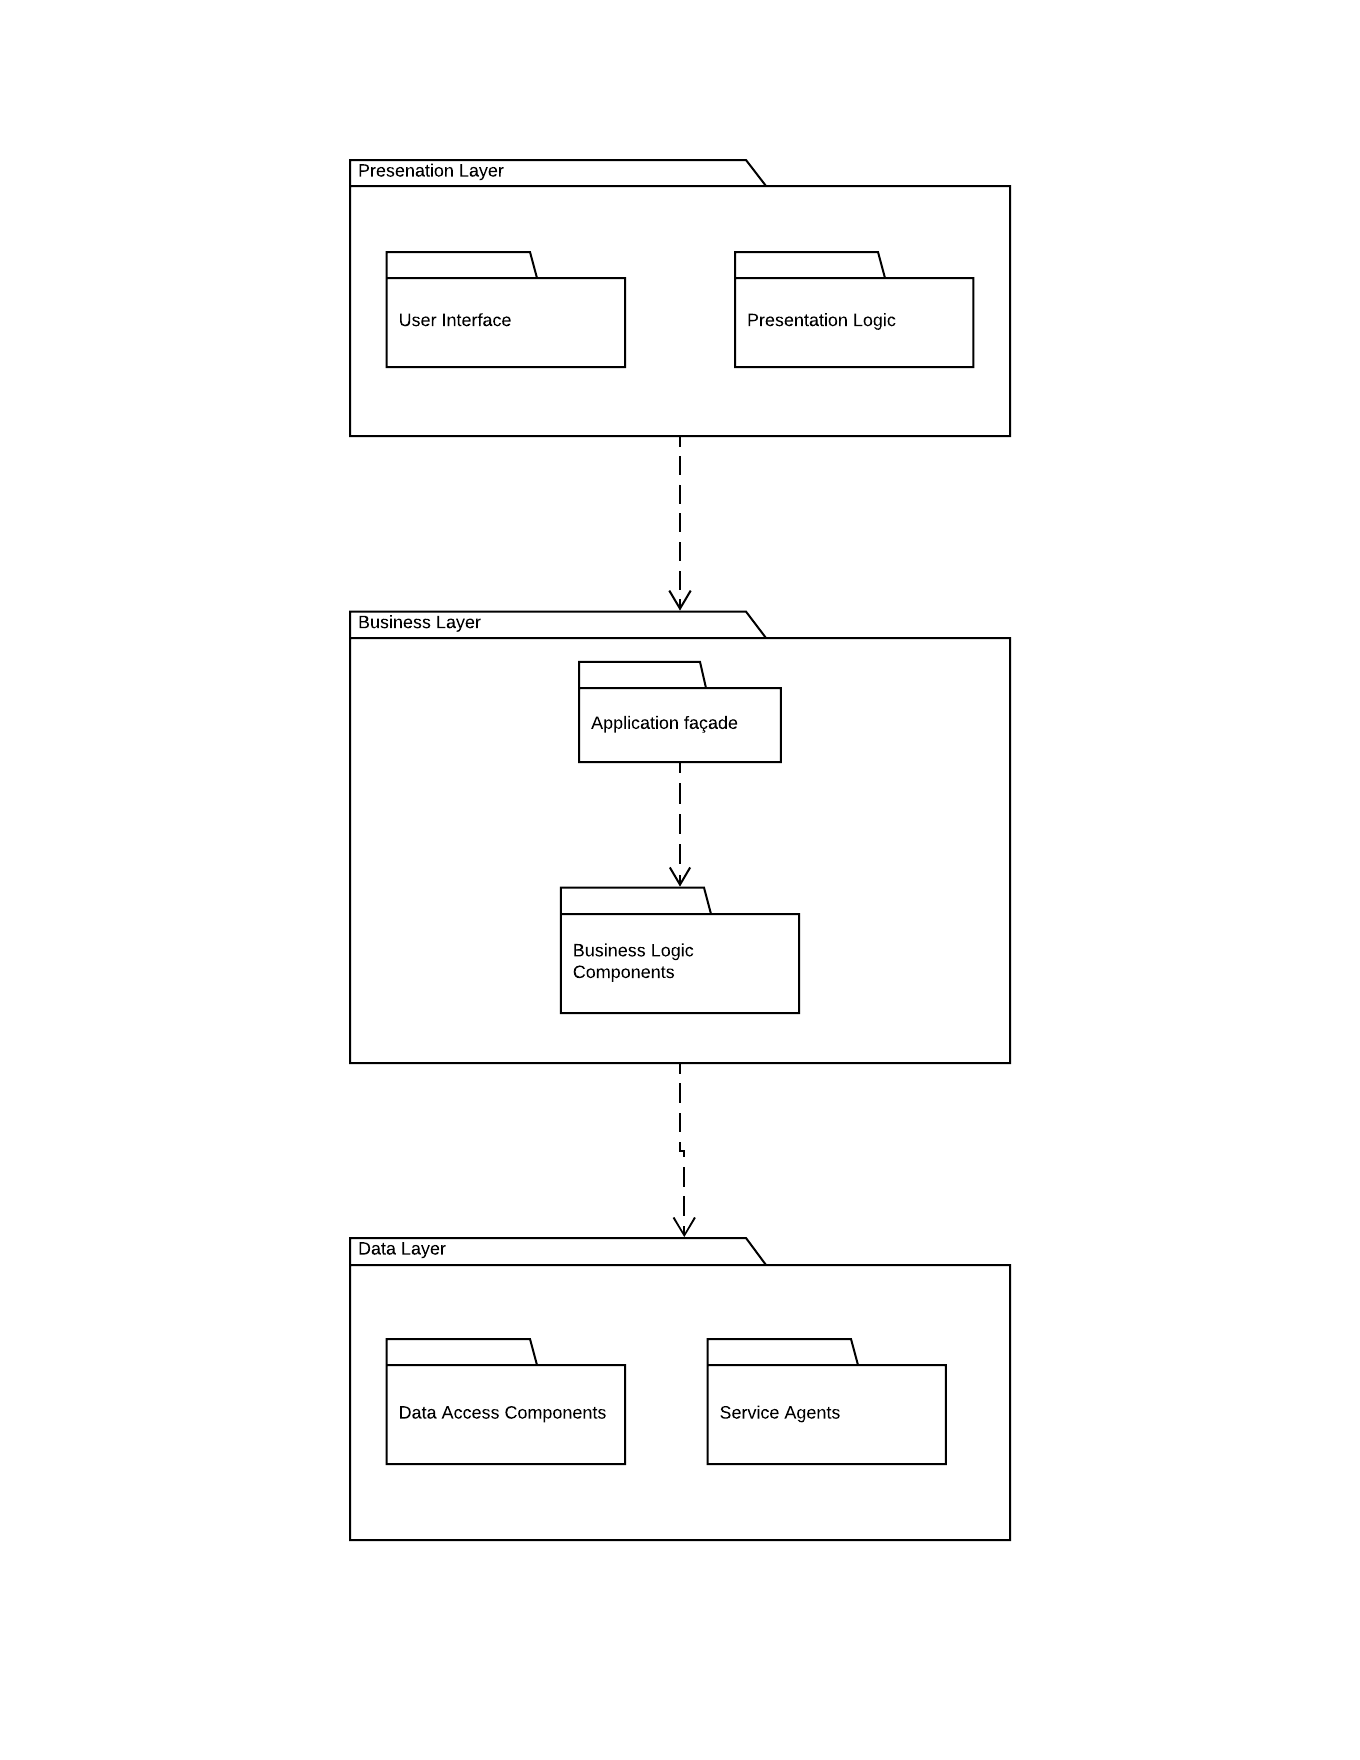 Presenation Layer
User Interface
Presentation Logic
Business Layer
Application façade
Business Logic
Components
Data Layer
Data Access Components
Service Agents